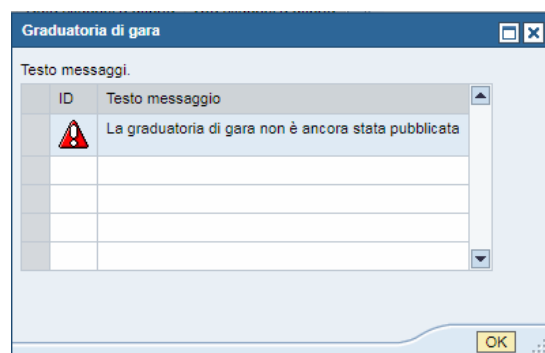 Graduatoria di gara
Testo messaggi.
ID Testo messaggio
La graduatoria di gara non è ancora stata pubblicata
OK